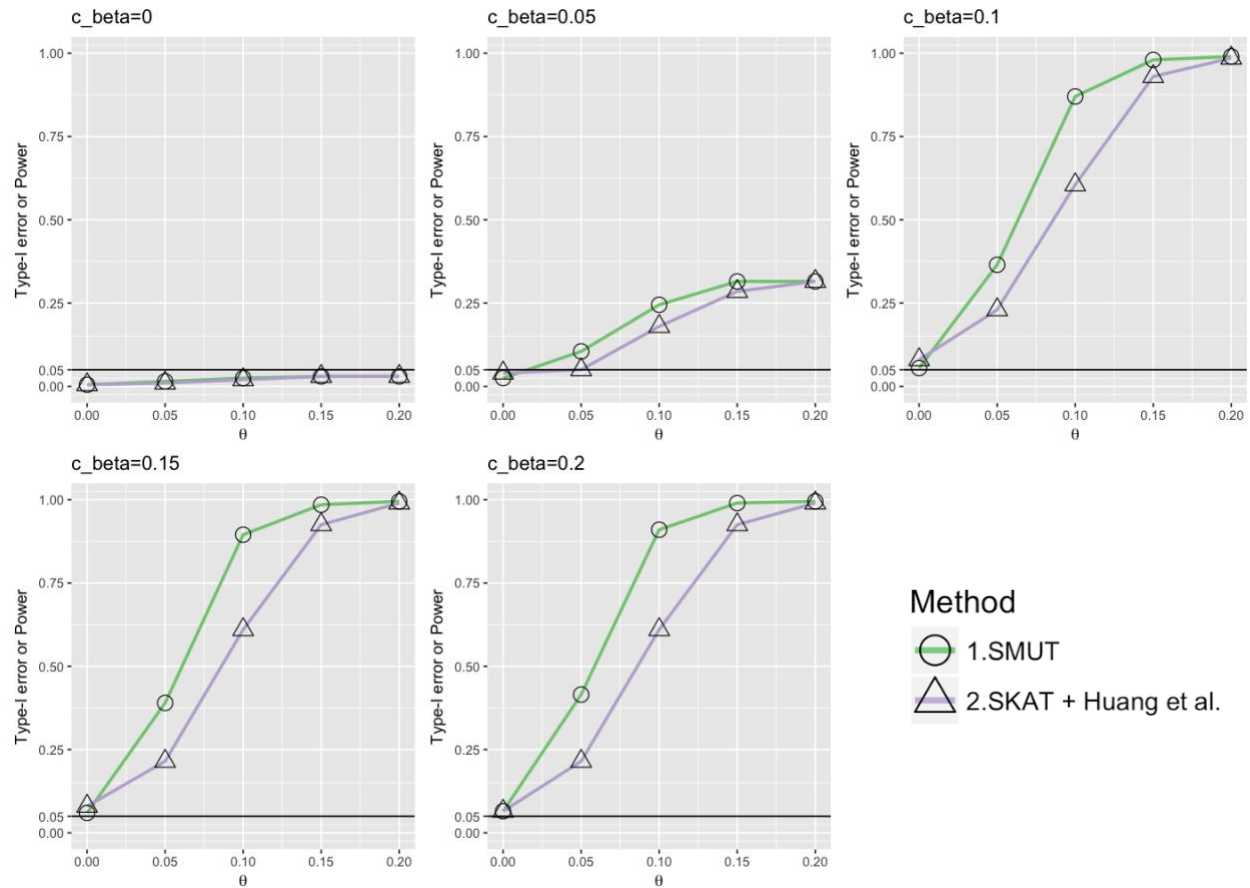 c_beta=0
Type-I error or Power
1.00
0.75
0.50
0.25
0.05
0.00
0.00 0.05 0.10 0.15 0.20
θ
c_beta=0.05
Type-I error or Power
1.00
0.75
0.50
0.25
0.05
0.00
0.00 0.05 0.10 0.15 0.20
θ
c_beta=0.1
Type-I error or Power
1.00
0.75
0.50
0.25
0.05
0.00
0.00 0.05 0.10 0.15 0.20
θ
c_beta=0.15
Type-I error or Power
1.00
0.75
0.50
0.25
0.05
0.00
0.00 0.05 0.10 0.15 0.20
θ
c_beta=0.2
Type-I error or Power
1.00
0.75
0.50
0.25
0.05
0.00
0.00 0.05 0.10 0.15 0.20
θ
Method
1.SMUT
2.SKAT + Huang et al.